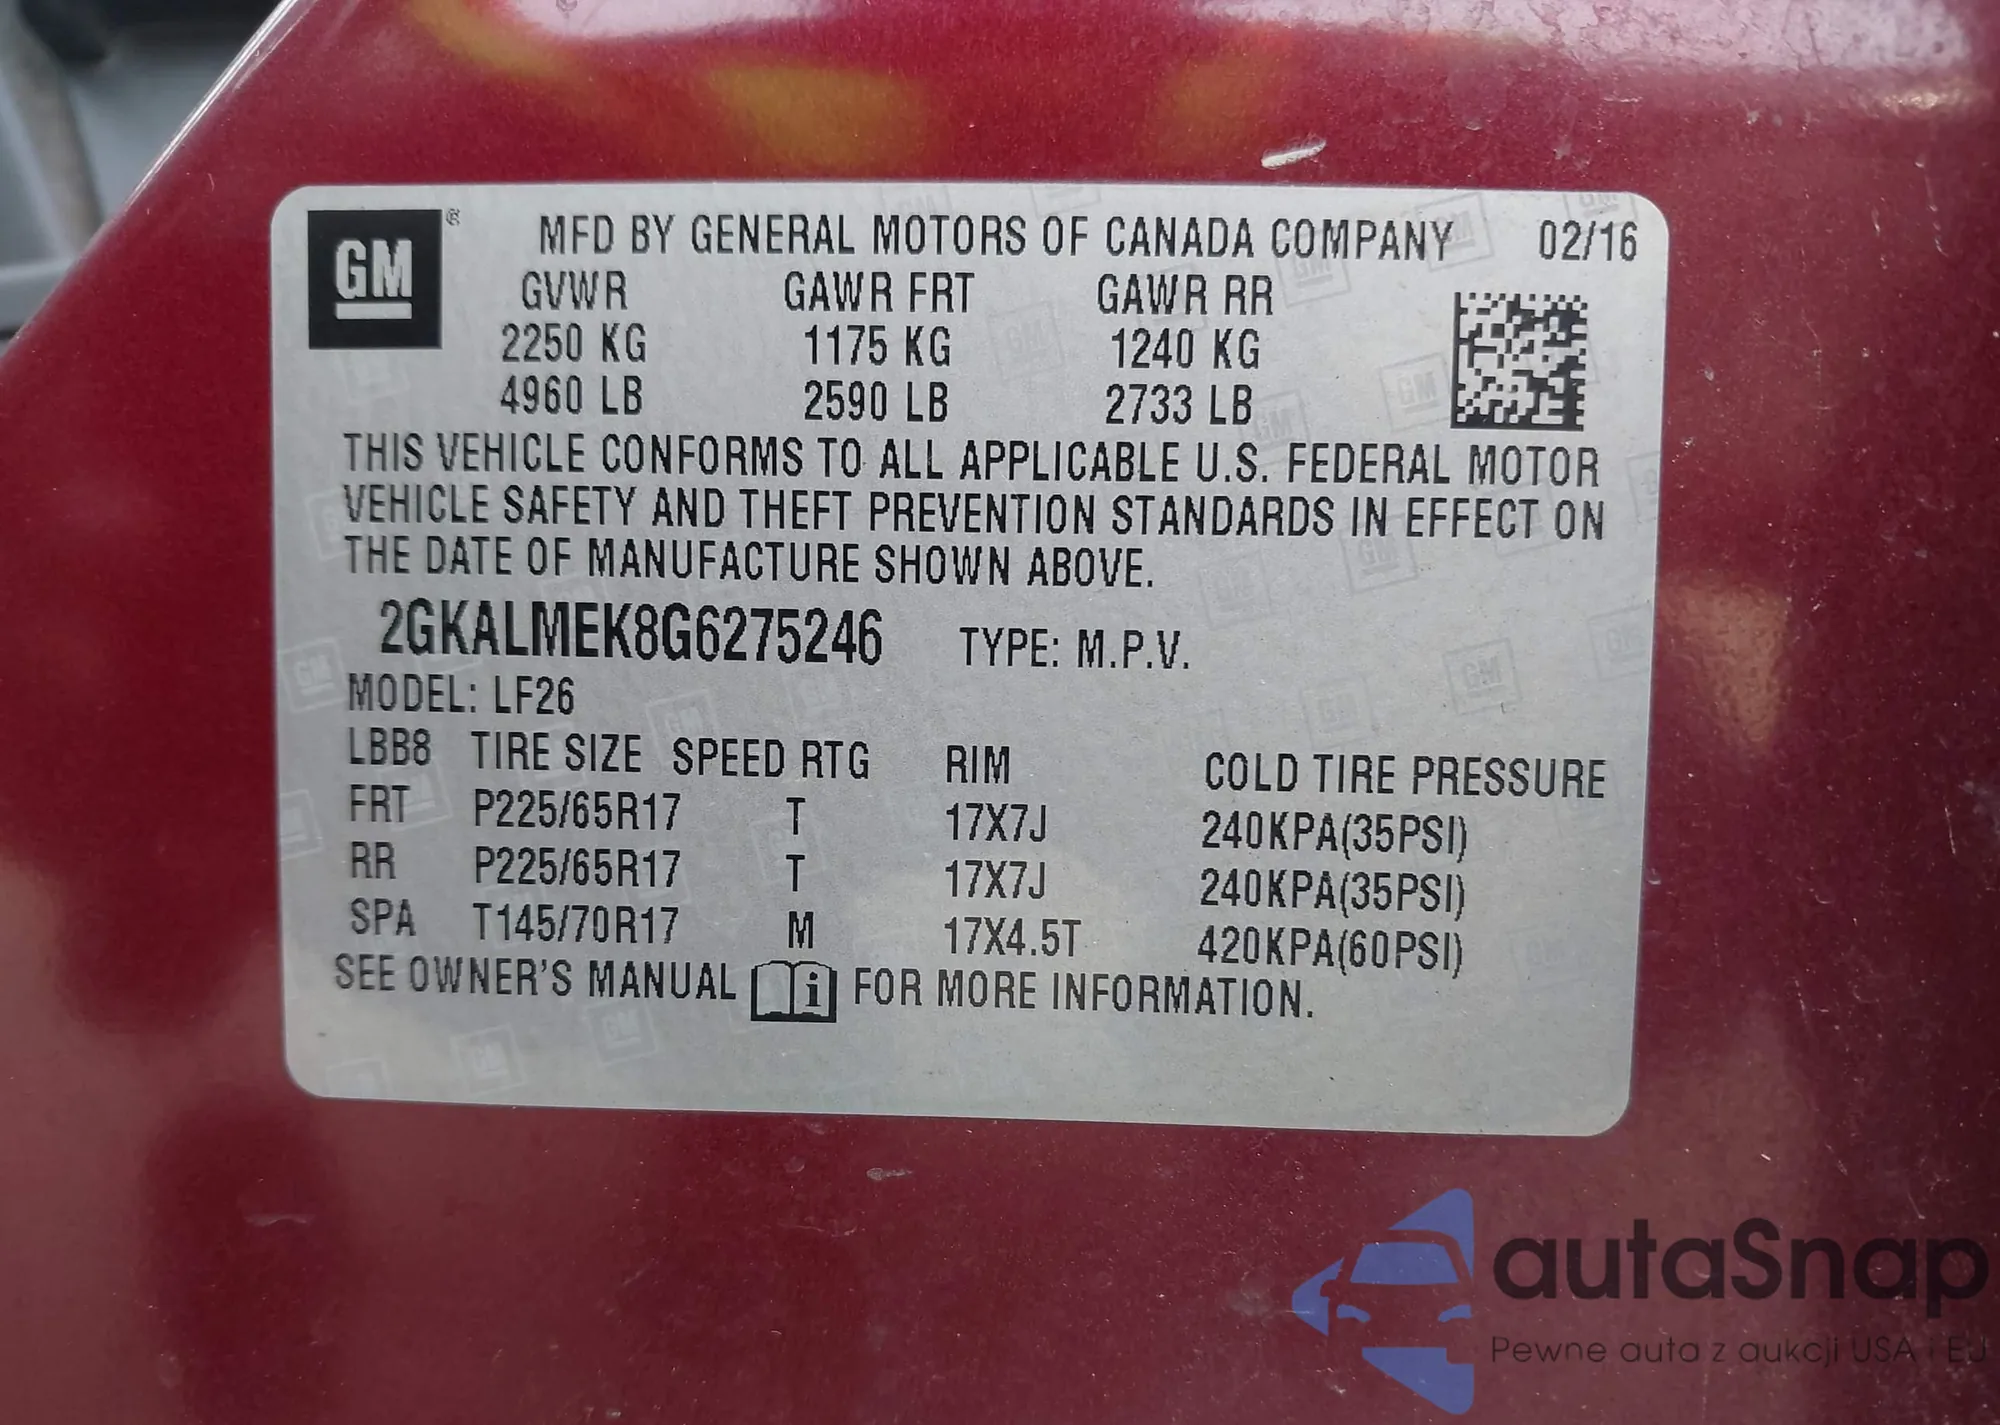 GM ®
MFD BY GENERAL MOTORS OF CANADA COMPANY 02/16
GVWR GAWR FRT GAWR RR
2250 KG 1175 KG 1240 KG
4960 LB 2590 LB 2733 LB
THIS VEHICLE CONFORMS TO ALL APPLICABLE U.S. FEDERAL MOTOR
VEHICLE SAFETY AND THEFT PREVENTION STANDARDS IN EFFECT ON
THE DATE OF MANUFACTURE SHOWN ABOVE.
2GKALMEK8G6275246 TYPE: M.P.V.
MODEL: LF26
LBB8 TIRE SIZE SPEED RTG RIM COLD TIRE PRESSURE
FRT P225/65R17 T 17X7J 240KPA(35PSI)
RR P225/65R17 T 17X7J 240KPA(35PSI)
SPA T145/70R17 M 17X4.5T 420KPA(60PSI)
SEE OWNER'S MANUAL i FOR MORE INFORMATION.
autaSnap
Pewne auta z aukcji USA i EU